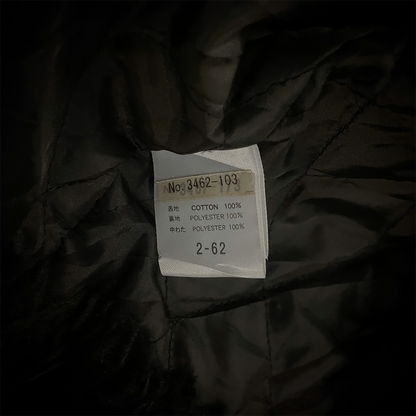 No. 3462-103
表地 COTTON 100%
裏地 POLYESTER 100%
中わた POLYESTER 100%
2-62